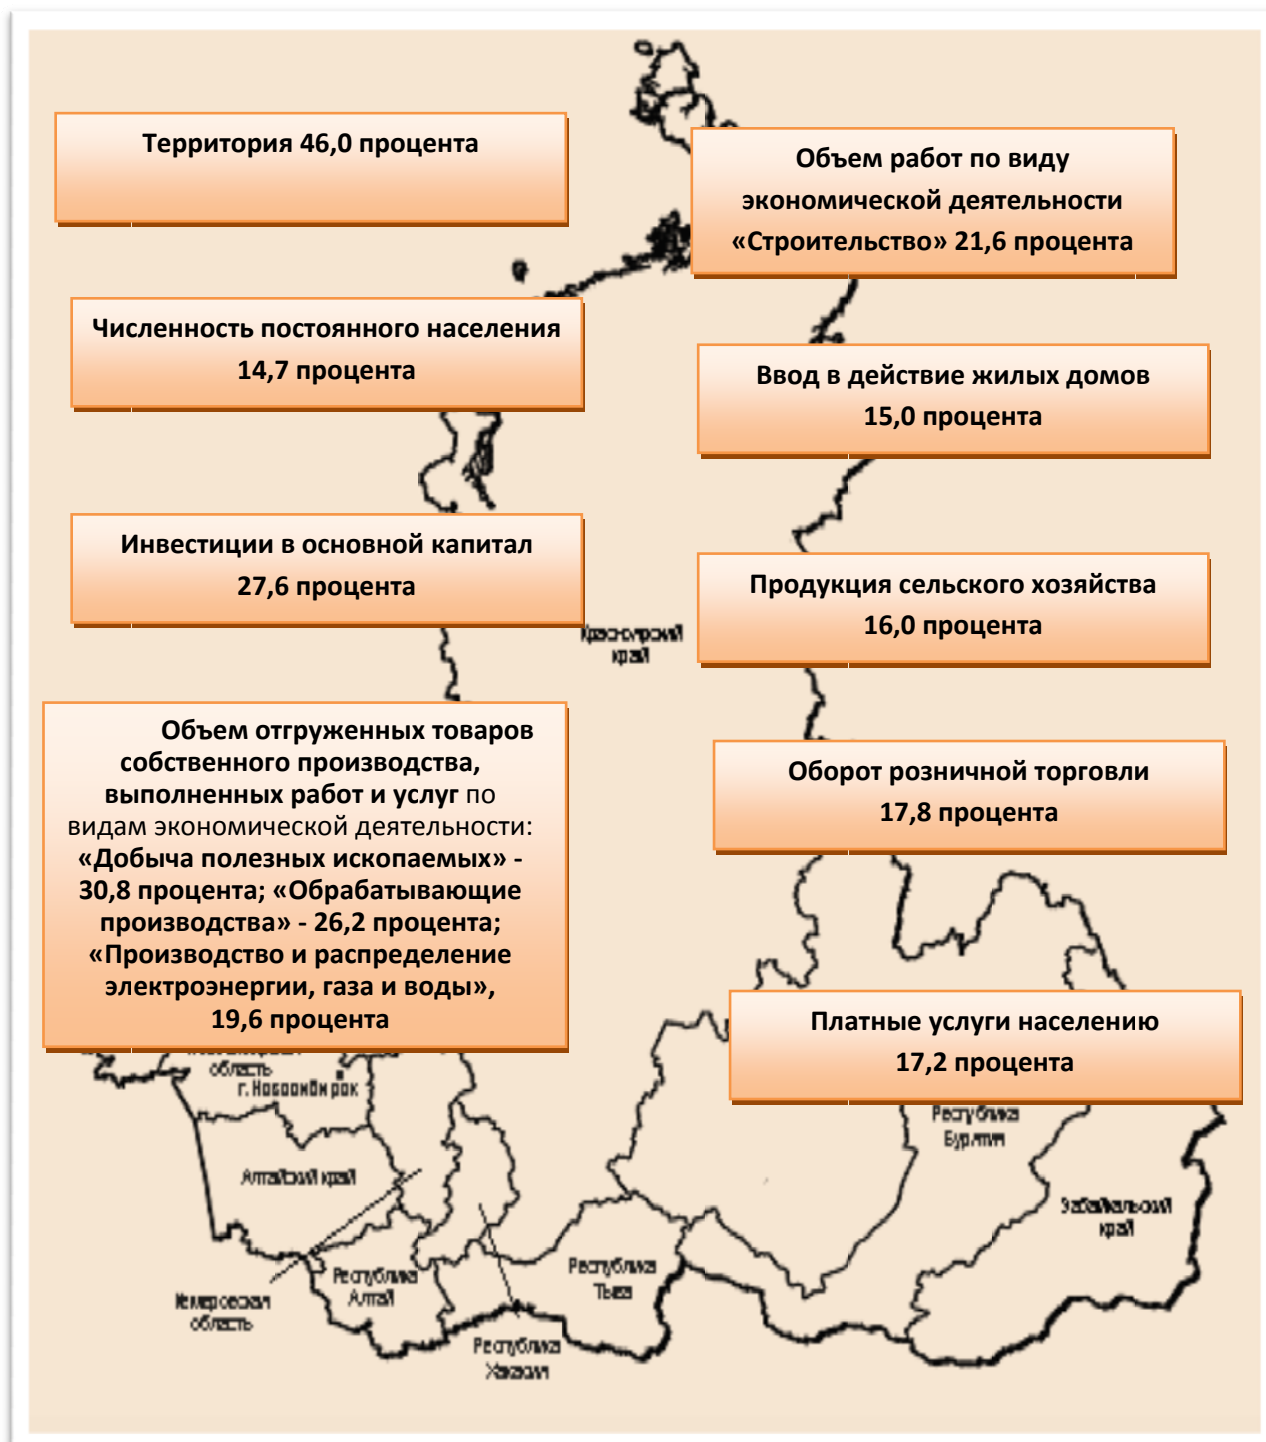 Территория 46,0 процента
Объем работ по виду
экономической деятельности
«Строительство» 21,6 процента
Численность постоянного населения
14,7 процента
Ввод в действие жилых домов
15,0 процента
Инвестиции в основной капитал
27,6 процента
Продукция сельского хозяйства
16,0 процента
Красноярский
край
Объем отгруженных товаров
собственного производства,
выполненных работ и услуг по
видам экономической деятельности:
«Добыча полезных ископаемых» -
30,8 процента; «Обрабатывающие
производства» - 26,2 процента;
«Производство и распределение
электроэнергии, газа и воды»,
19,6 процента
Оборот розничной торговли
17,8 процента
Платные услуги населению
17,2 процента
область
г. Новосибирск
Республика
Бурятия
Алтайский край
Забайкальский
край
Республика
Алтай
Республика
Тыва
Кемеровская
область
Республика
Хакасия